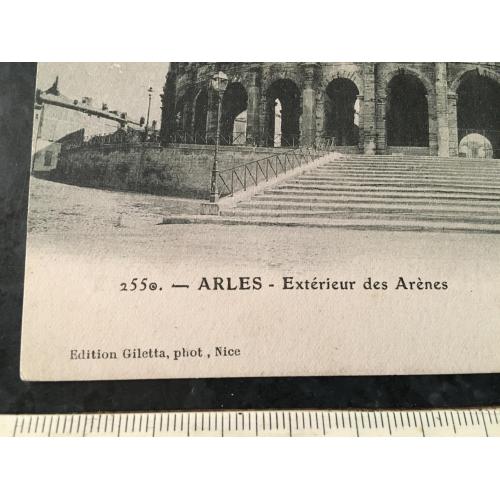 2550. — ARLES - Extérieur des Arènes
Edition Giletta, phot., Nice